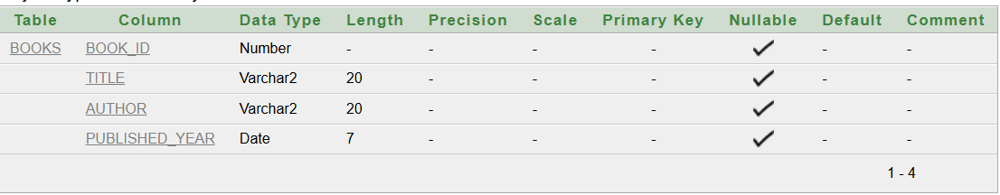 Table Column Data Type Length Precision Scale Primary Key Nullable Default Comment
BOOKS BOOK_ID Number - - - - - -
TITLE Varchar2 20 - - - - -
AUTHOR Varchar2 20 - - - - -
PUBLISHED_YEAR Date 7 - - - - -
1 - 4